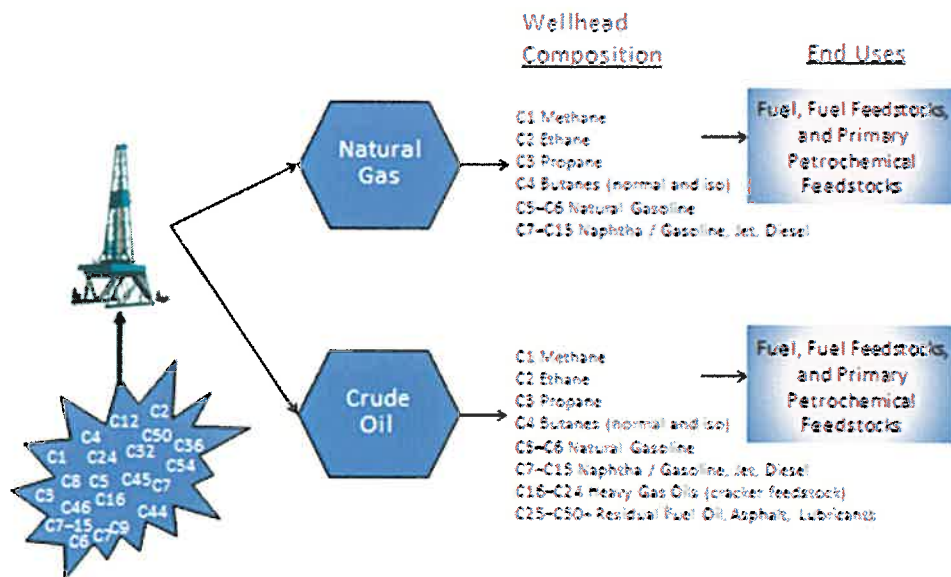 Wellhead
Composition
End Uses
Natural
Gas
C1 Methane
C2 Ethane
C3 Propane
C4 Butanes (normal and iso)
C5-C6 Natural Gasoline
C7-C15 Naphtha / Gasoline, Jet, Diesel
Fuel, Fuel Feedstocks,
and Primary
Petrochemical
Feedstocks
Crude
Oil
C1 Methane
C2 Ethane
C3 Propane
C4 Butanes (normal and iso)
C5-C6 Natural Gasoline
C7-C15 Naphtha / Gasoline, Jet, Diesel
C16-C24 Heavy Gas Oils (cracker feedstock)
C25-C50+ Residual Fuel Oil, Asphalt, Lubricants
Fuel, Fuel Feedstocks,
and Primary
Petrochemical
Feedstocks
C12 C2
C4 C50 C36
C1 C24 C32 C54
C8 C5 C45 C7
C3 C16
C46 C44
C7-15 C9
C6 C7